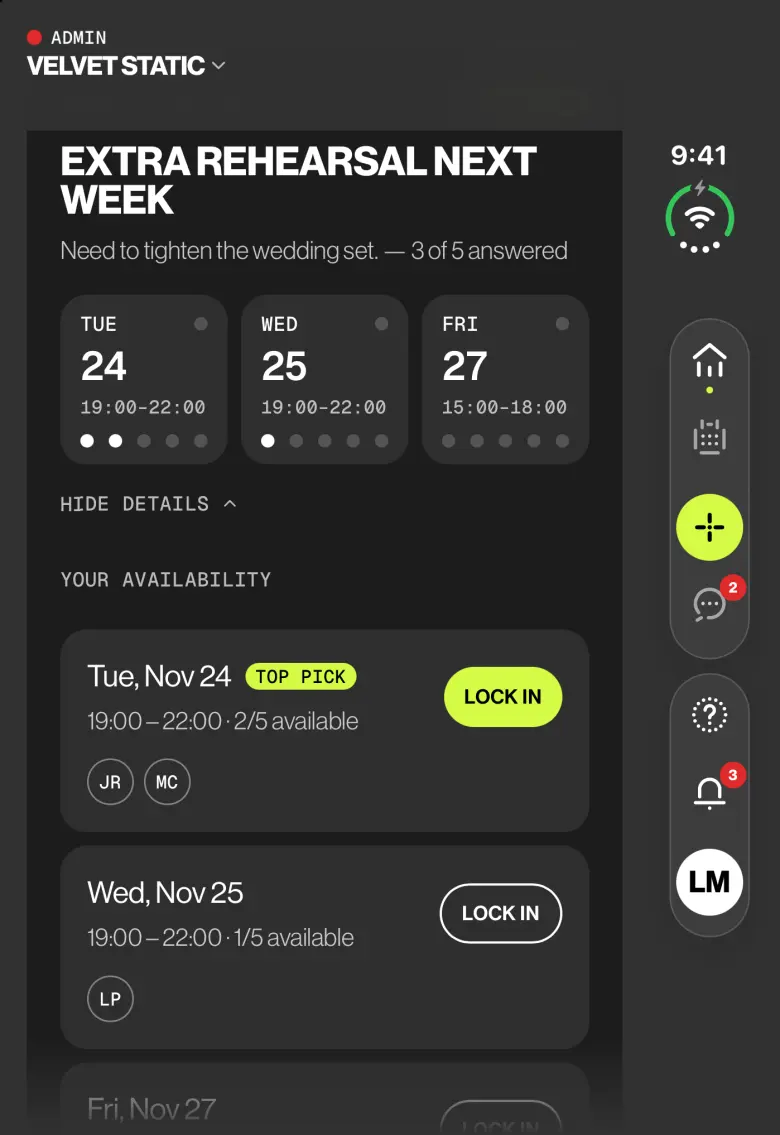 ADMIN
VELVET STATIC
9:41
EXTRA REHEARSAL NEXT
WEEK
Need to tighten the wedding set. — 3 of 5 answered
TUE
24
19:00–22:00
WED
25
19:00–22:00
FRI
27
15:00–18:00
HIDE DETAILS
YOUR AVAILABILITY
Tue, Nov 24 TOP PICK
19:00 – 22:00 · 2/5 available
LOCK IN
JR MC
Wed, Nov 25
19:00 – 22:00 · 1/5 available
LOCK IN
LP
Fri, Nov 27
LOCK IN
2
?
3
LM